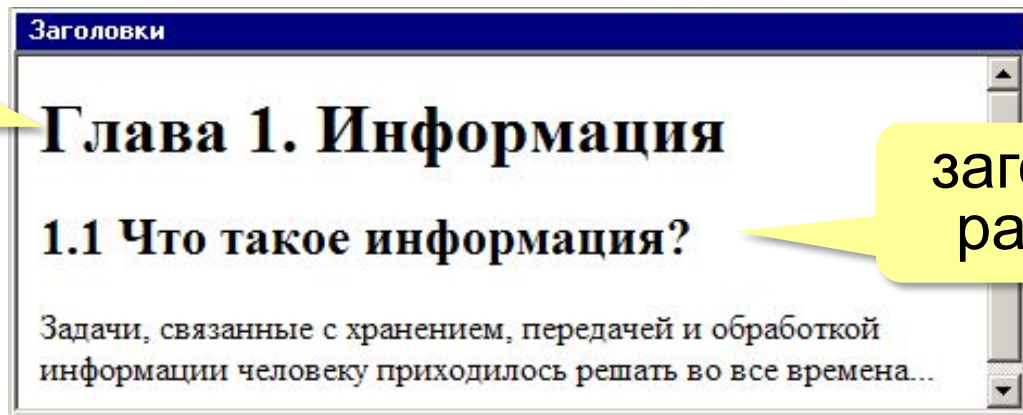 Заголовки
Глава 1. Информация
1.1 Что такое информация?
Задачи, связанные с хранением, передачей и обработкой
информации человеку приходилось решать во все времена...